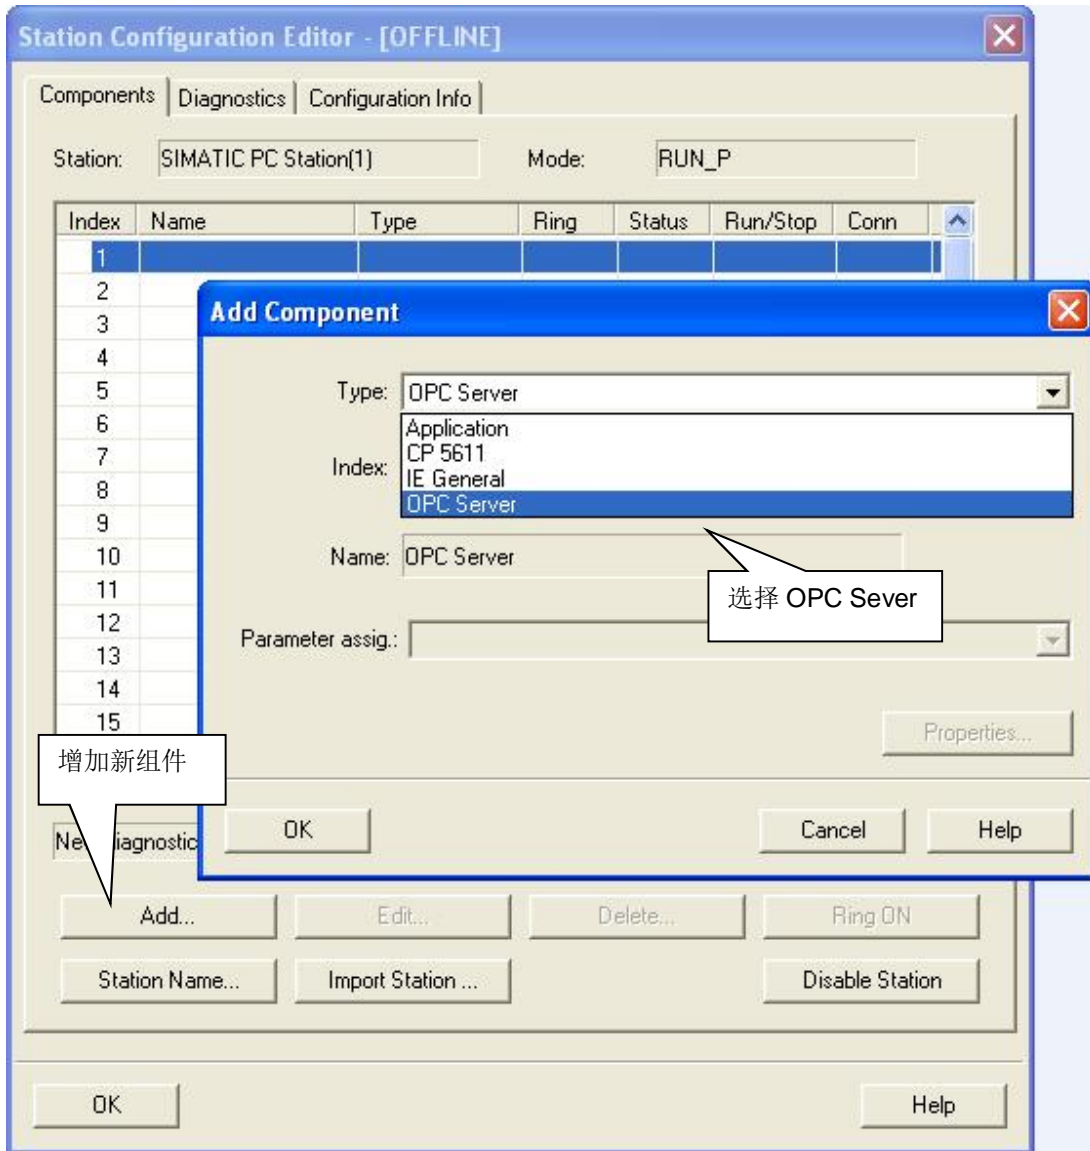 Station Configuration Editor - [OFFLINE]
Components Diagnostics Configuration Info
Station: SIMATIC PC Station(1) Mode: RUN_P
Index Name Type Ring Status Run/Stop Conn
1
2
3
4
5
6
7
8
9
10
11
12
13
14
15
Add Component
Type: OPC Server
Application
CP 5611
IE General
OPC Server
Index:
Name: OPC Server
选择 OPC Sever
Parameter assig.:
Properties...
增加新组件
OK Cancel Help
Add... Edit... Delete... Ring ON
Station Name... Import Station ... Disable Station
OK Help